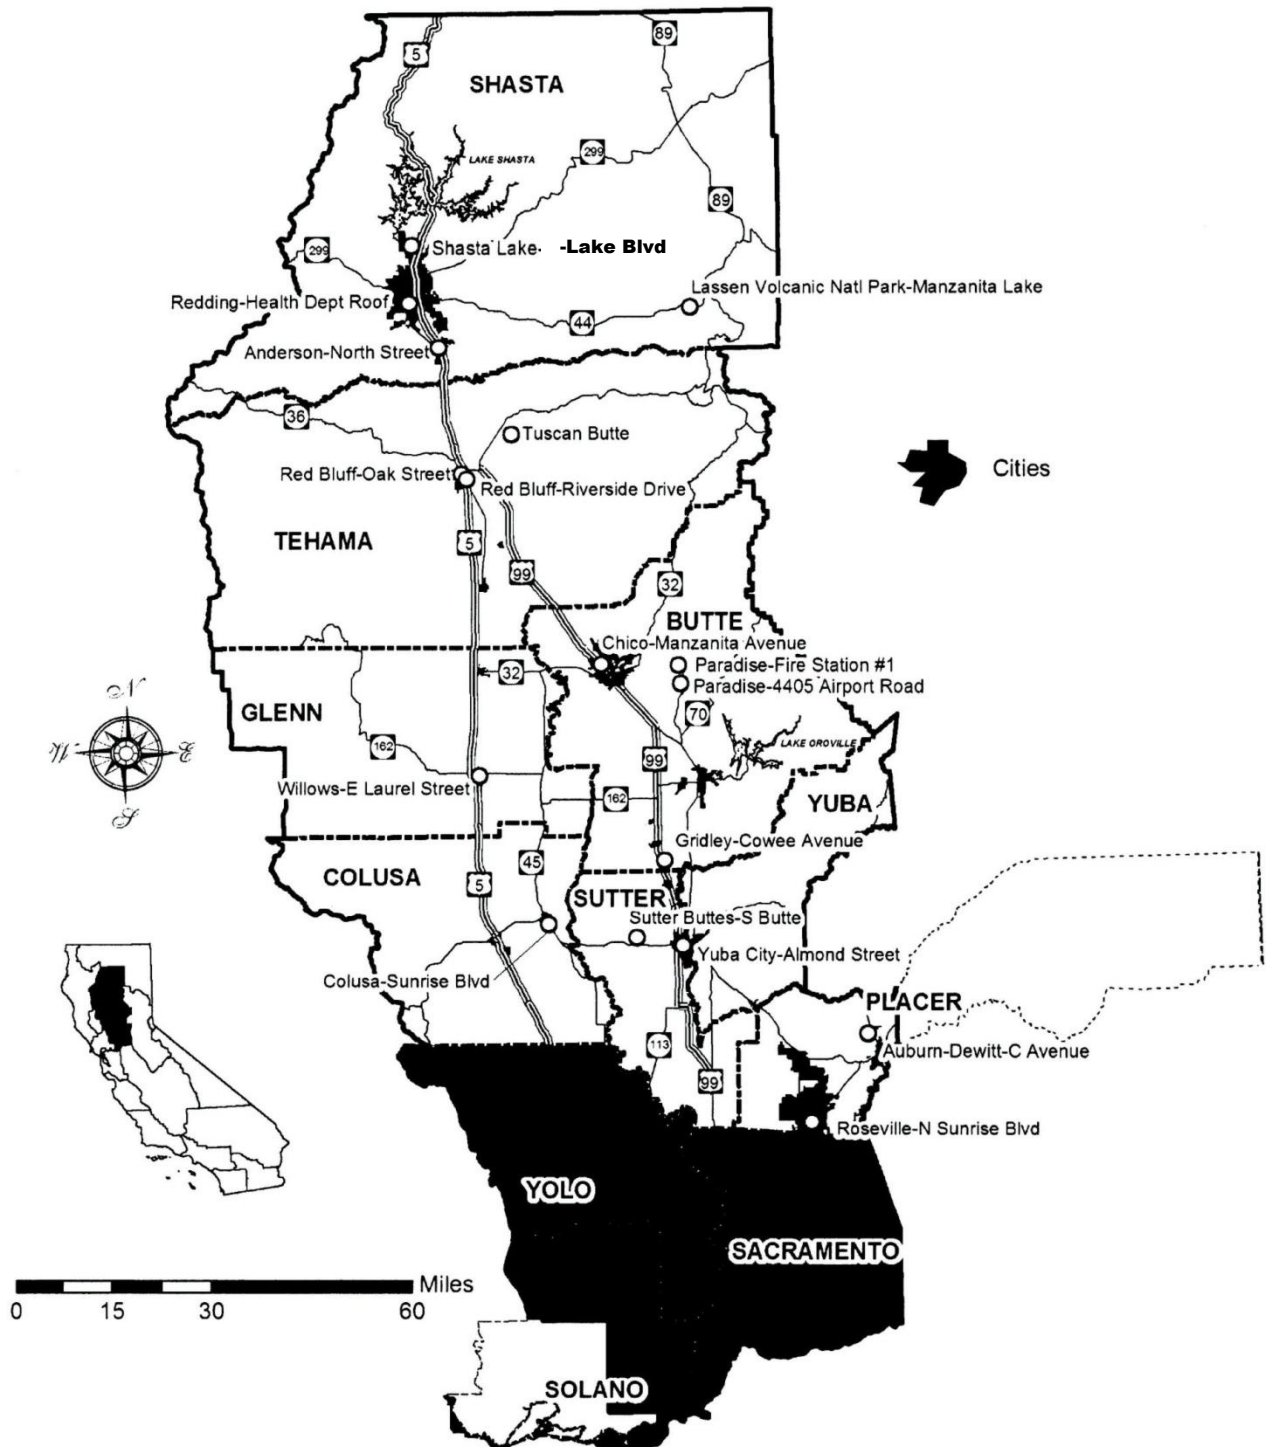 89
5
SHASTA
299
LAKE SHASTA
89
299
Shasta Lake- -Lake Blvd
Lassen Volcanic Natl Park-Manzanita Lake
Redding-Health Dept Roof
44
Anderson-North Street
36
Tuscan Butte
Red Bluff-Oak Street
Cities
Red Bluff-Riverside Drive
TEHAMA
5
99
32
BUTTE
Chico-Manzanita Avenue
32
Paradise-Fire Station #1
Paradise-4405 Airport Road
N
GLENN
70
162
W
E
LAKE OROVILLE
99
Willows-E Laurel Street
162
YUBA
S
Gridley-Cowee Avenue
45
COLUSA
5
SUTTER
Sutter Buttes-S Butte
Yuba City-Almond Street
Colusa-Sunrise Blvd
PLACER
113
Auburn-Dewitt-C Avenue
99
Roseville-N Sunrise Blvd
YOLO
SACRAMENTO
Miles
0 15 30 60
SOLANO